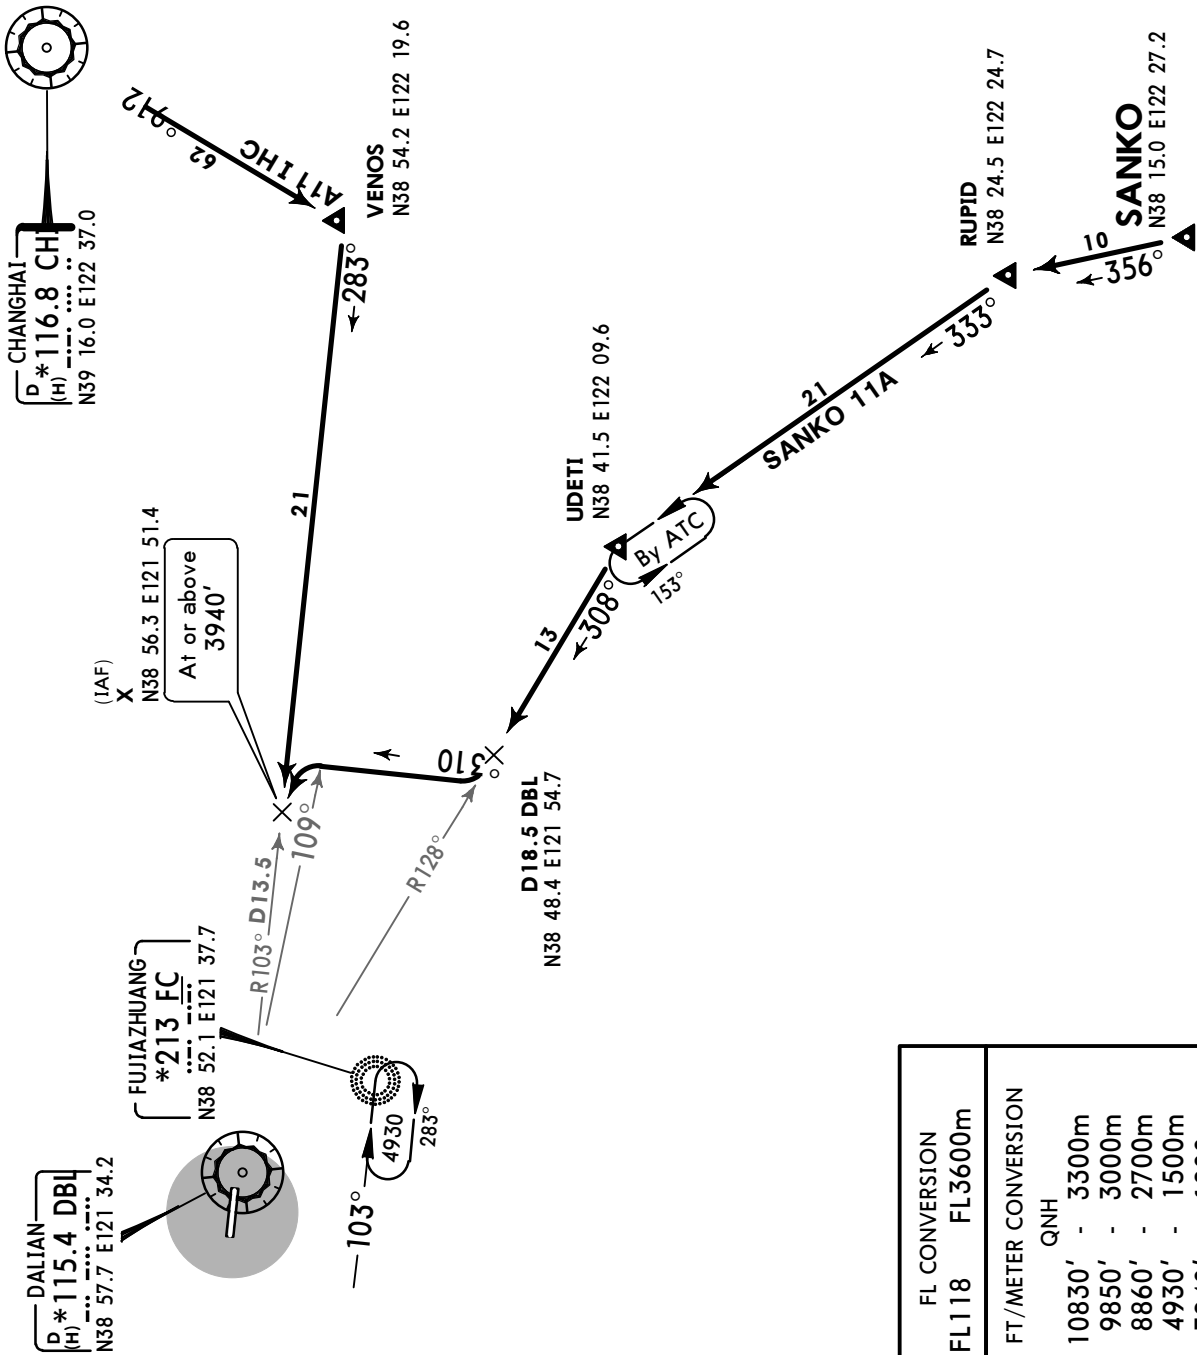 CHANGHAI
D
(H)
*116.8 CH
N39 16.0 E122 37.0
212°
62
A11 IHC
VENOS
N38 54.2 E122 19.6
283°
21
(IAF)
X
N38 56.3 E121 51.4
At or above
3940'
RUPID
N38 24.5 E122 24.7
SANKO
N38 15.0 E122 27.2
10
356°
333°
21
SANKO 11A
UDETI
N38 41.5 E122 09.6
By ATC
153°
308°
13
310°
D18.5 DBL
N38 48.4 E121 54.7
R103° D13.5
109°
R128°
FUJIAZHUANG
*213 FC
N38 52.1 E121 37.7
4930
283°
103°
DALIAN
D
(H)
*115.4 DBL
N38 57.7 E121 34.2
FL CONVERSION
FL118 FL3600m
FT/METER CONVERSION
QNH
10830' - 3300m
9850' - 3000m
8860' - 2700m
4930' - 1500m